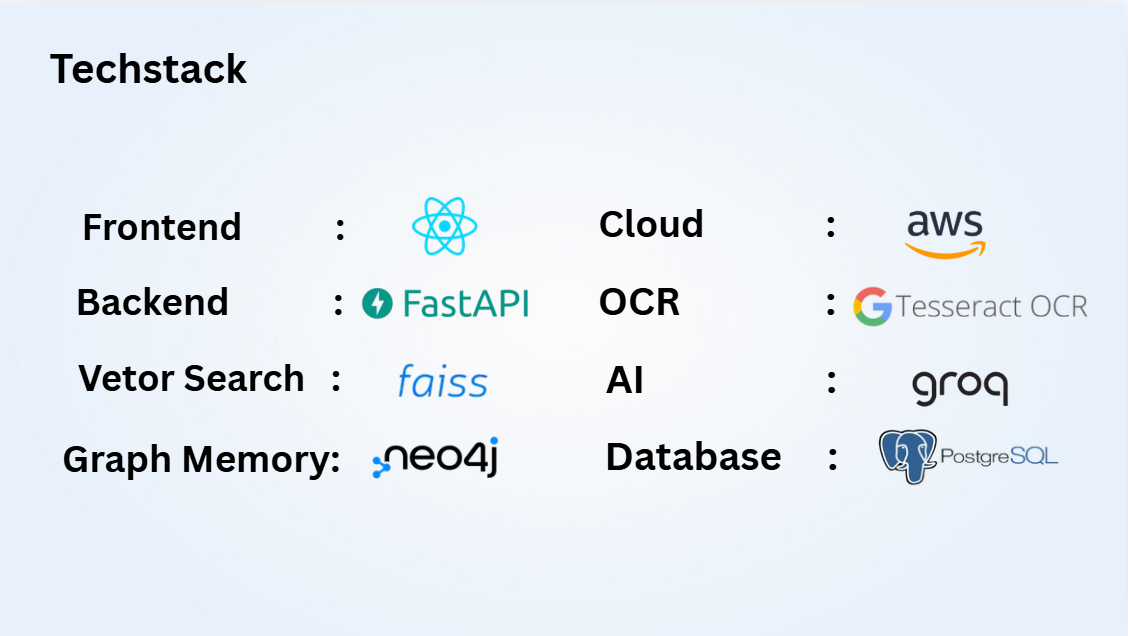 Techstack
Frontend :
Cloud : aws
Backend : FastAPI
OCR : Tesseract OCR
Vetor Search : faiss
AI : groq
Graph Memory: neo4j
Database : PostgreSQL